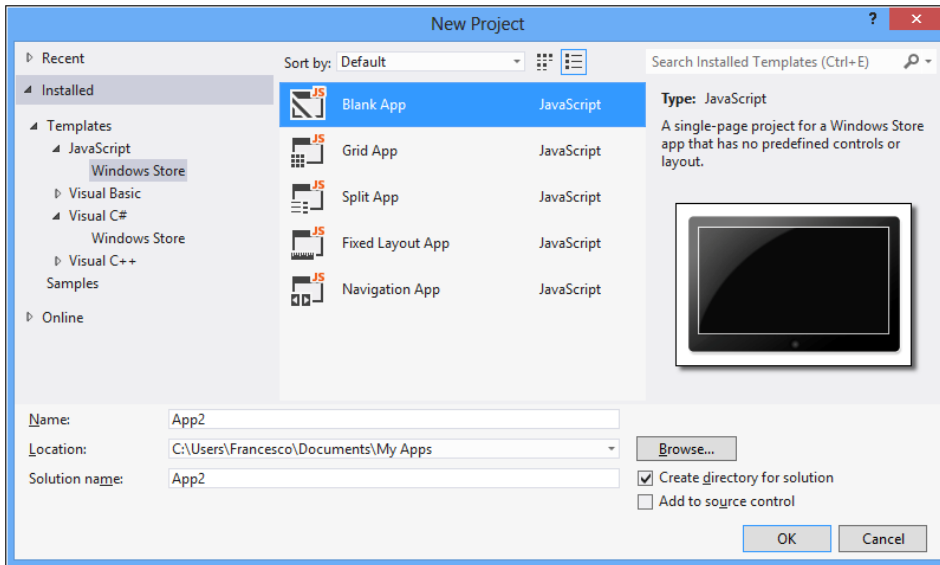 New Project
?
Recent
Installed
Templates
JavaScript
Windows Store
Visual Basic
Visual C#
Windows Store
Visual C++
Samples
Online
Sort by: Default
JS Blank App JavaScript
JS Grid App JavaScript
JS Split App JavaScript
JS Fixed Layout App JavaScript
JS Navigation App JavaScript
Search Installed Templates (Ctrl+E)
Type: JavaScript
A single-page project for a Windows Store
app that has no predefined controls or
layout.
Name: App2
Location: C:\Users\Francesco\Documents\My Apps
Browse...
Solution name: App2
Create directory for solution
Add to source control
OK
Cancel